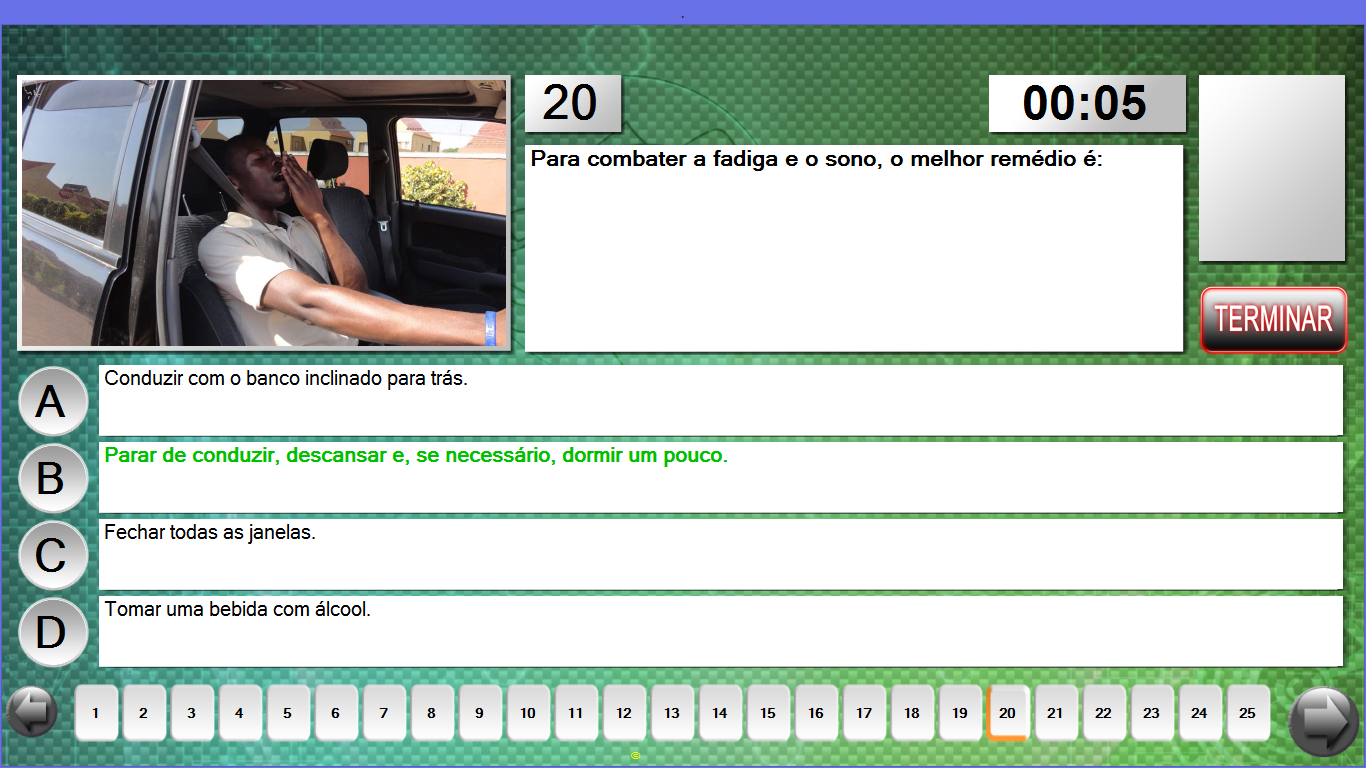 20
00:05
Para combater a fadiga e o sono, o melhor remédio é:
TERMINAR
A
Conduzir com o banco inclinado para trás.
B
Parar de conduzir, descansar e, se necessário, dormir um pouco.
C
Fechar todas as janelas.
D
Tomar uma bebida com álcool.
1 2 3 4 5 6 7 8 9 10 11 12 13 14 15 16 17 18 19 20 21 22 23 24 25
©